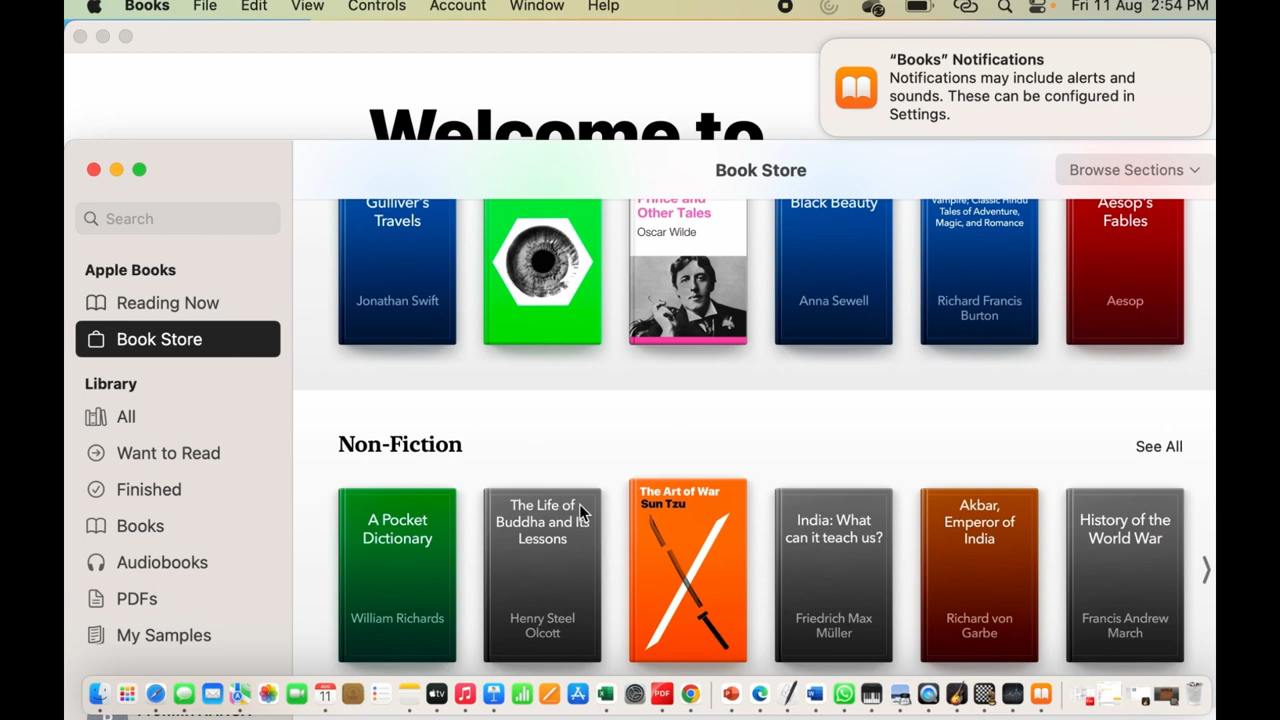 Books File Edit View Controls Account Window Help Fri 11 Aug 2:54 PM
"Books" Notifications
Notifications may include alerts and
sounds. These can be configured in
Settings.
Welcome to
Book Store
Browse Sections
Search
Apple Books
Reading Now
Book Store
Library
All
Want to Read
Finished
Books
Audiobooks
PDFs
My Samples
Gulliver's
Travels
Jonathan Swift
Prince and
Other Tales
Oscar Wilde
Black Beauty
Anna Sewell
Vampire; Classic Hindu
Tales of Adventure,
Magic, and Romance
Richard Francis
Burton
Aesop's
Fables
Aesop
Non-Fiction
See All
A Pocket
Dictionary
William Richards
The Life of
Buddha and Its
Lessons
Henry Steel
Olcott
The Art of War
Sun Tzu
India: What
can it teach us?
Friedrich Max
Müller
Akbar,
Emperor of
India
Richard von
Garbe
History of the
World War
Francis Andrew
March
11
tv
PDF